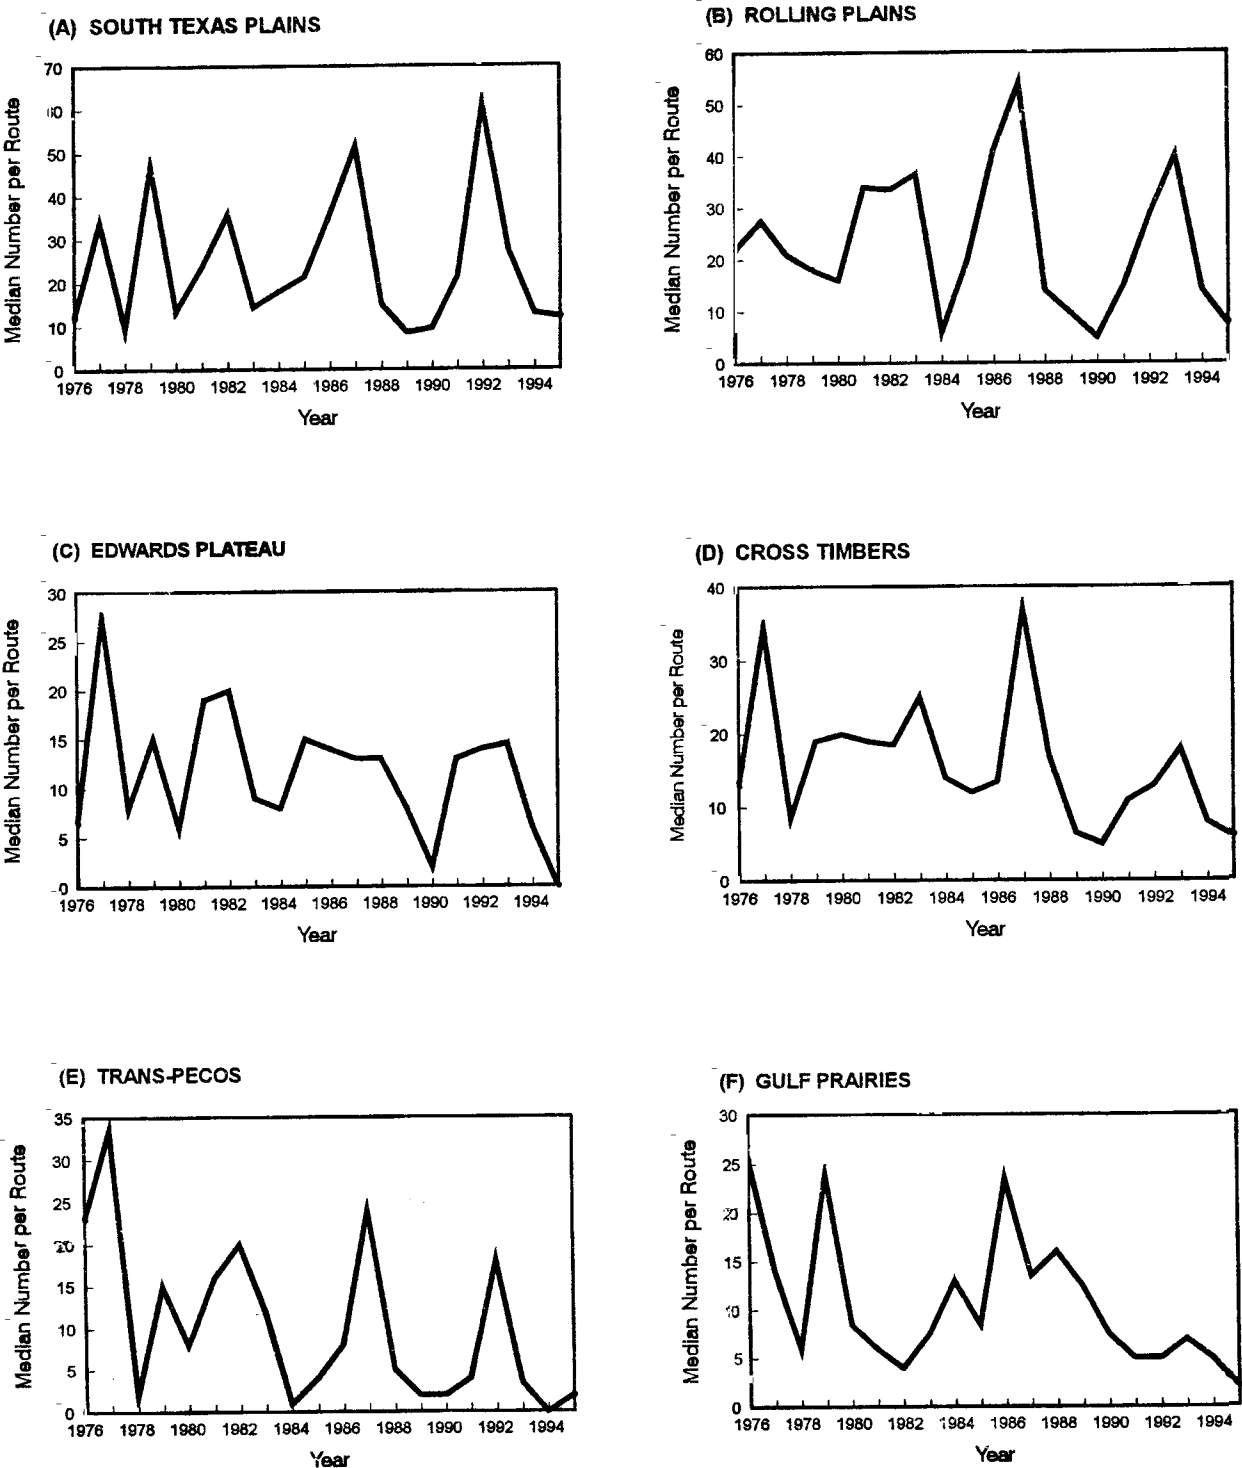 (A) SOUTH TEXAS PLAINS
Median Number per Route
70
60
50
40
30
20
10
0
1976 1978 1980 1982 1984 1986 1988 1990 1992 1994
Year
(B) ROLLING PLAINS
Median Number per Route
60
50
40
30
20
10
0
1976 1978 1980 1982 1984 1986 1988 1990 1992 1994
Year
(C) EDWARDS PLATEAU
Median Number per Route
30
25
20
15
10
5
0
1976 1978 1980 1982 1984 1986 1988 1990 1992 1994
Year
(D) CROSS TIMBERS
Median Number per Route
40
30
20
10
0
1976 1978 1980 1982 1984 1986 1988 1990 1992 1994
Year
(E) TRANS-PECOS
Median Number per Route
35
30
25
20
15
10
5
0
1976 1978 1980 1982 1984 1986 1988 1990 1992 1994
Year
(F) GULF PRAIRIES
Median Number per Route
30
25
20
15
10
5
0
1976 1978 1980 1982 1984 1986 1988 1990 1992 1994
Year